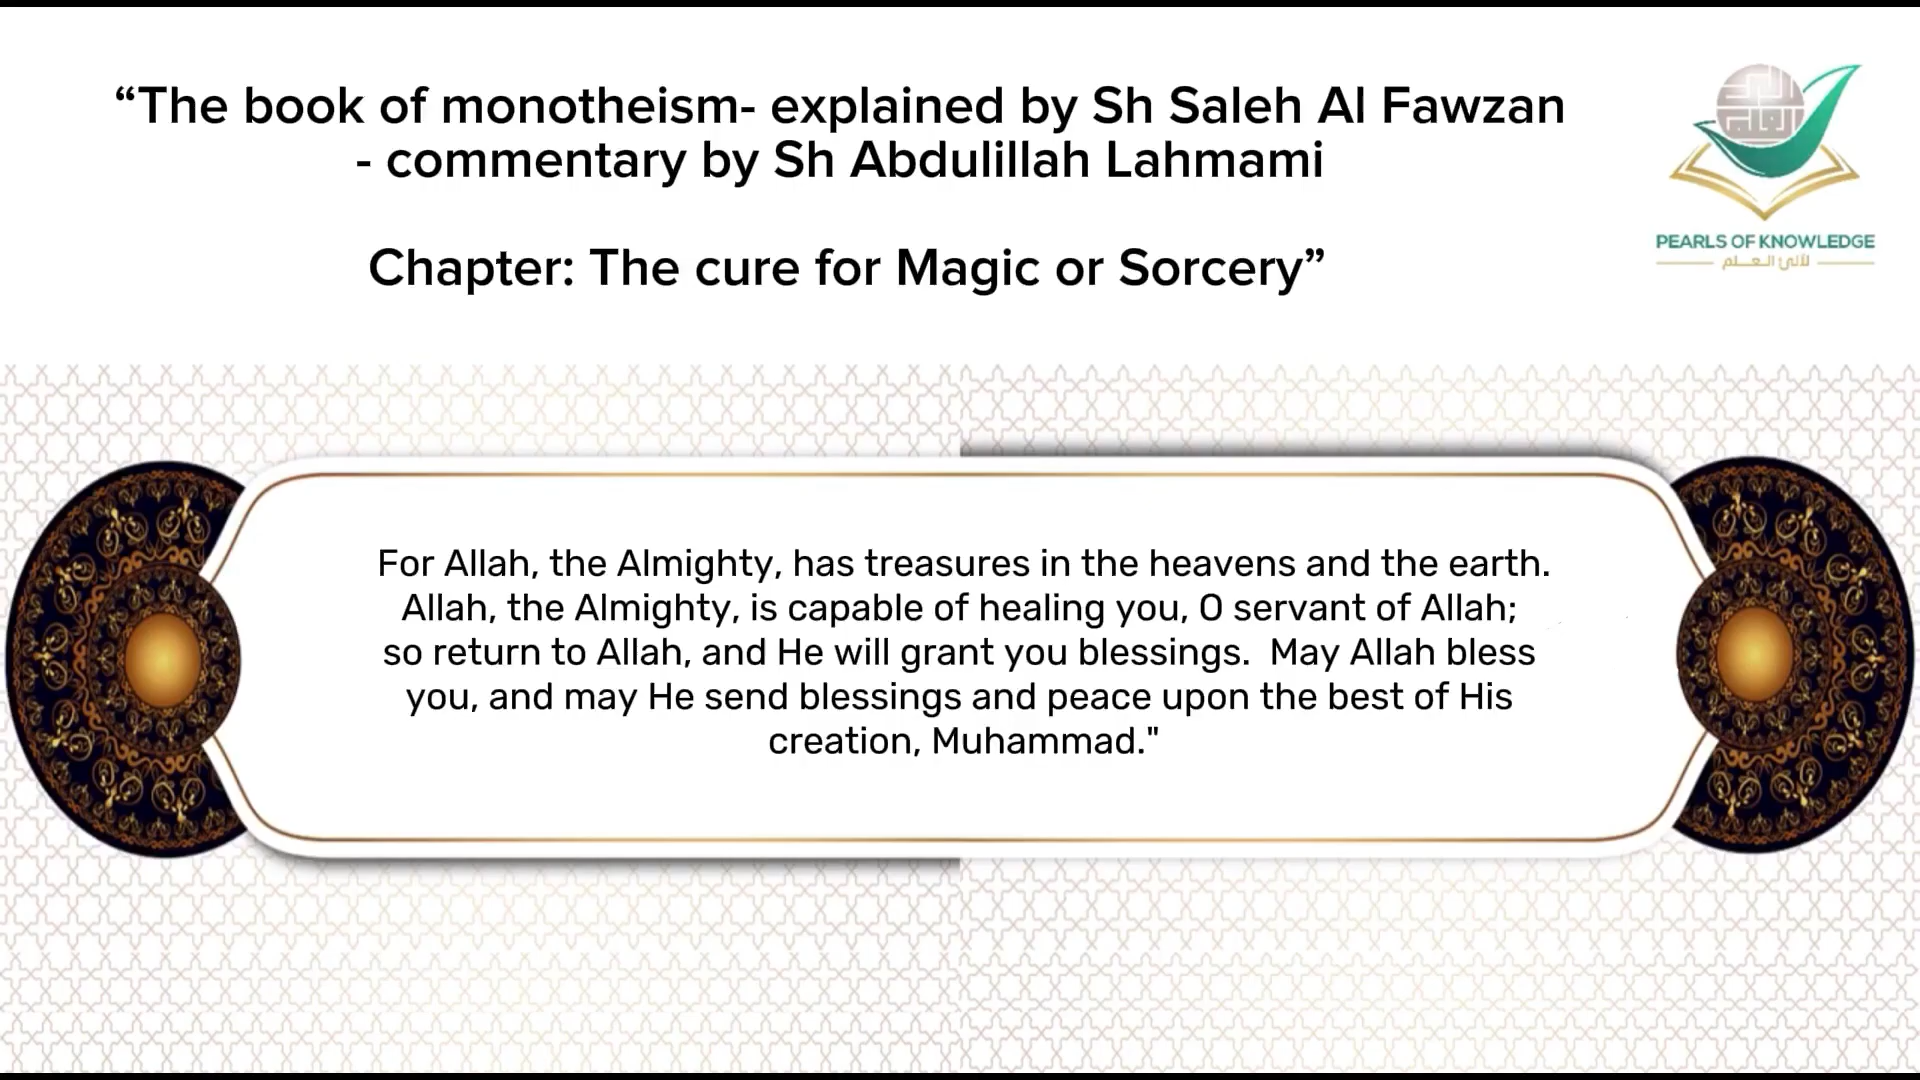 “The book of monotheism- explained by Sh Saleh Al Fawzan
- commentary by Sh Abdulillah Lahmami
Chapter: The cure for Magic or Sorcery”
PEARLS OF KNOWLEDGE
لآلئ العلم
For Allah, the Almighty, has treasures in the heavens and the earth.
Allah, the Almighty, is capable of healing you, O servant of Allah;
so return to Allah, and He will grant you blessings.  May Allah bless
you, and may He send blessings and peace upon the best of His
creation, Muhammad."